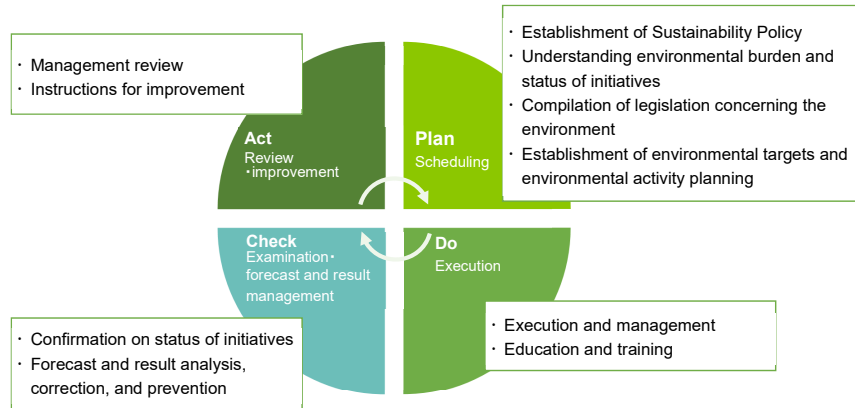 · Management review
· Instructions for improvement
· Establishment of Sustainability Policy
· Understanding environmental burden and
status of initiatives
· Compilation of legislation concerning the
environment
· Establishment of environmental targets and
environmental activity planning
Act
Review
・improvement
Plan
Scheduling
Check
Examination・
forecast and result
management
Do
Execution
· Confirmation on status of initiatives
· Forecast and result analysis,
correction, and prevention
· Execution and management
· Education and training